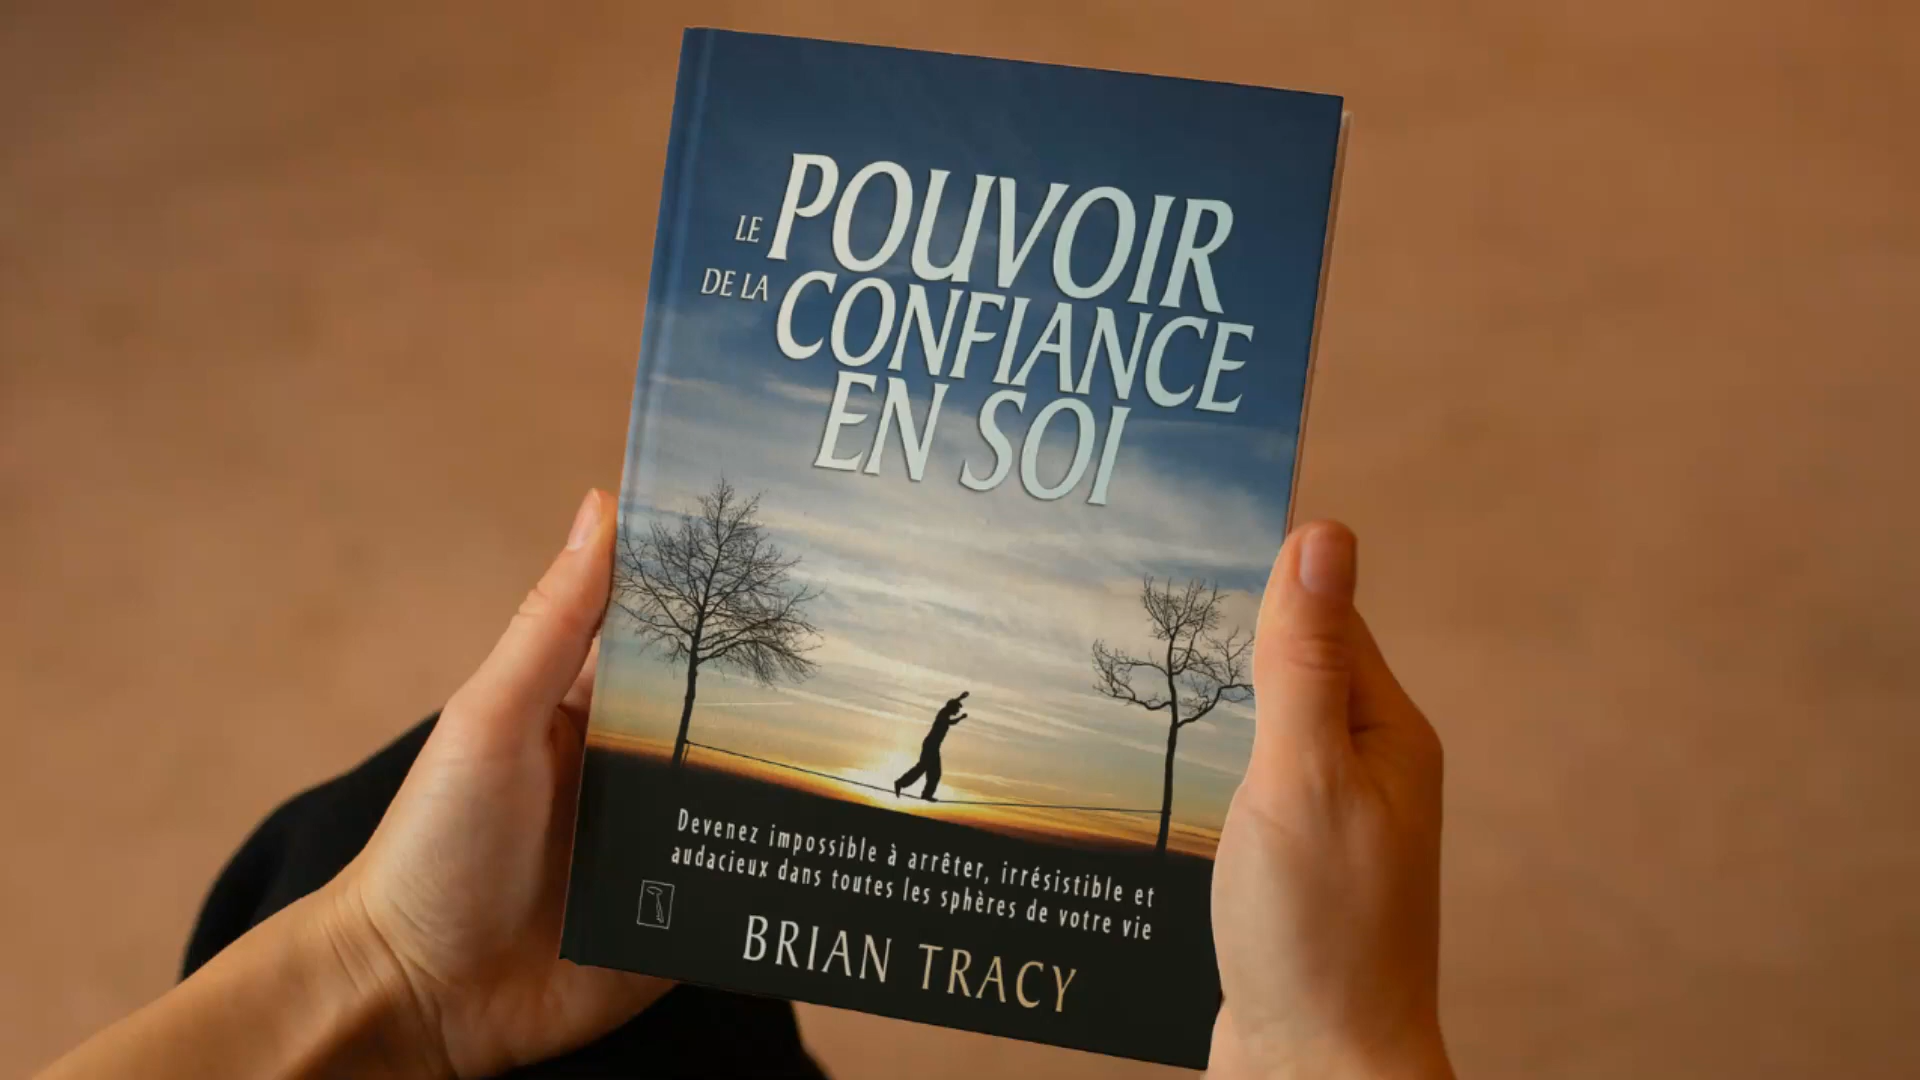 LE POUVOIR
DE LA CONFIANCE
EN SOI
Devenez impossible à arrêter, irrésistible et
audacieux dans toutes les sphères de votre vie
BRIAN TRACY